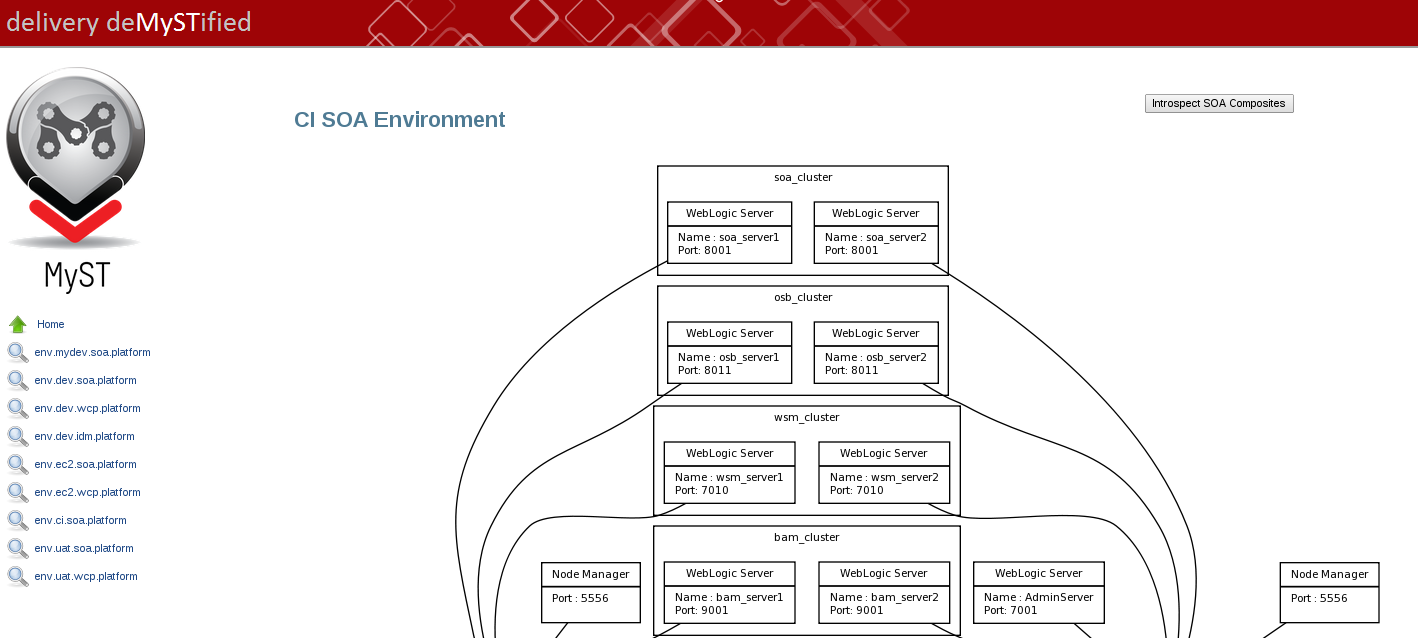 delivery deMySTified
MyST
Home
env.mydev.soa.platform
env.dev.soa.platform
env.dev.wcp.platform
env.dev.idm.platform
env.ec2.soa.platform
env.ec2.wcp.platform
env.ci.soa.platform
env.uat.soa.platform
env.uat.wcp.platform
CI SOA Environment
Introspect SOA Composites
soa_cluster
WebLogic Server
Name : soa_server1
Port: 8001
WebLogic Server
Name : soa_server2
Port: 8001
osb_cluster
WebLogic Server
Name : osb_server1
Port: 8011
WebLogic Server
Name : osb_server2
Port: 8011
wsm_cluster
WebLogic Server
Name : wsm_server1
Port: 7010
WebLogic Server
Name : wsm_server2
Port: 7010
bam_cluster
Node Manager
Port : 5556
WebLogic Server
Name : bam_server1
Port: 9001
WebLogic Server
Name : bam_server2
Port: 9001
WebLogic Server
Name : AdminServer
Port: 7001
Node Manager
Port : 5556